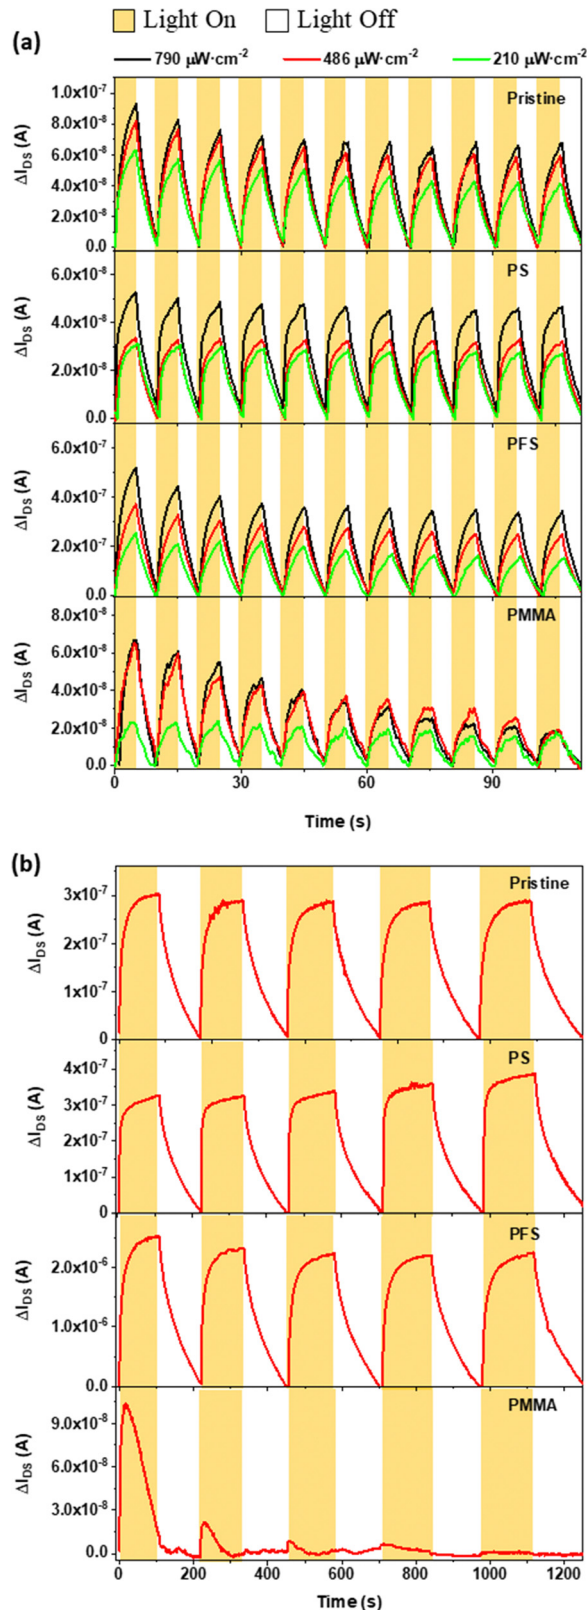 Light On Light Off
(a)
790 μW·cm⁻² 486 μW·cm⁻² 210 μW·cm⁻²
Pristine
1.0x10⁻⁷
8.0x10⁻⁸
6.0x10⁻⁸
4.0x10⁻⁸
2.0x10⁻⁸
0.0
ΔI_DS (A)
PS
6.0x10⁻⁸
4.0x10⁻⁸
2.0x10⁻⁸
0.0
ΔI_DS (A)
PFS
6.0x10⁻⁷
4.0x10⁻⁷
2.0x10⁻⁷
0.0
ΔI_DS (A)
PMMA
8.0x10⁻⁸
6.0x10⁻⁸
4.0x10⁻⁸
2.0x10⁻⁸
0.0
ΔI_DS (A)
0 30 60 90
Time (s)
(b)
Pristine
3x10⁻⁷
2x10⁻⁷
1x10⁻⁷
0
ΔI_DS (A)
PS
4x10⁻⁷
3x10⁻⁷
2x10⁻⁷
1x10⁻⁷
0
ΔI_DS (A)
PFS
2.0x10⁻⁶
1.0x10⁻⁶
0.0
ΔI_DS (A)
PMMA
9.0x10⁻⁸
6.0x10⁻⁸
3.0x10⁻⁸
0.0
ΔI_DS (A)
0 200 400 600 800 1000 1200
Time (s)